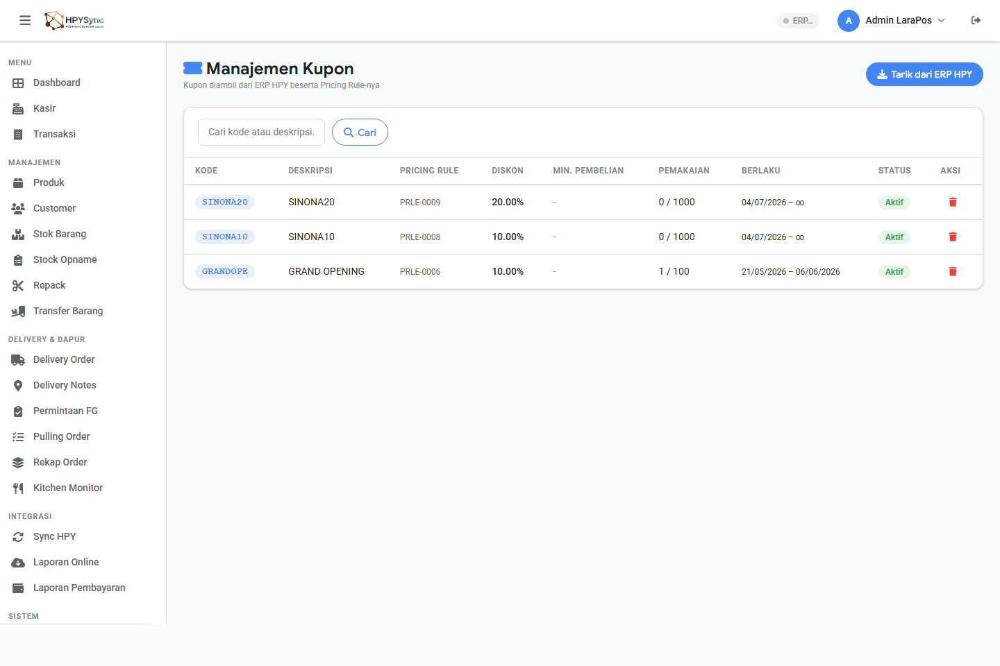 HPYSync
POS Hybrid Synchronization
ERP...
A
Admin LaraPos
MENU
Dashboard
Kasir
Transaksi
MANAJEMEN
Produk
Customer
Stok Barang
Stock Opname
Repack
Transfer Barang
DELIVERY & DAPUR
Delivery Order
Delivery Notes
Permintaan FG
Pulling Order
Rekap Order
Kitchen Monitor
INTEGRASI
Sync HPY
Laporan Online
Laporan Pembayaran
SISTEM
Manajemen Kupon
Kupon diambil dari ERP HPY beserta Pricing Rule-nya
Tarik dari ERP HPY
Cari kode atau deskripsi.
Cari
KODE DESKRIPSI PRICING RULE DISKON MIN. PEMBELIAN PEMAKAIAN BERLAKU STATUS AKSI
SINONA20 SINONA20 PRLE-0009 20.00% - 0 / 1000 04/07/2026 – ∞ Aktif
SINONA10 SINONA10 PRLE-0008 10.00% - 0 / 1000 04/07/2026 – ∞ Aktif
GRANDOPE GRAND OPENING PRLE-0006 10.00% - 1 / 100 21/05/2026 – 06/06/2026 Aktif